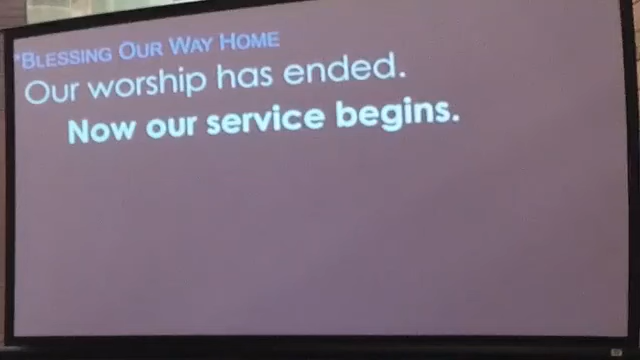 *BLESSING OUR WAY HOME
Our worship has ended.
Now our service begins.